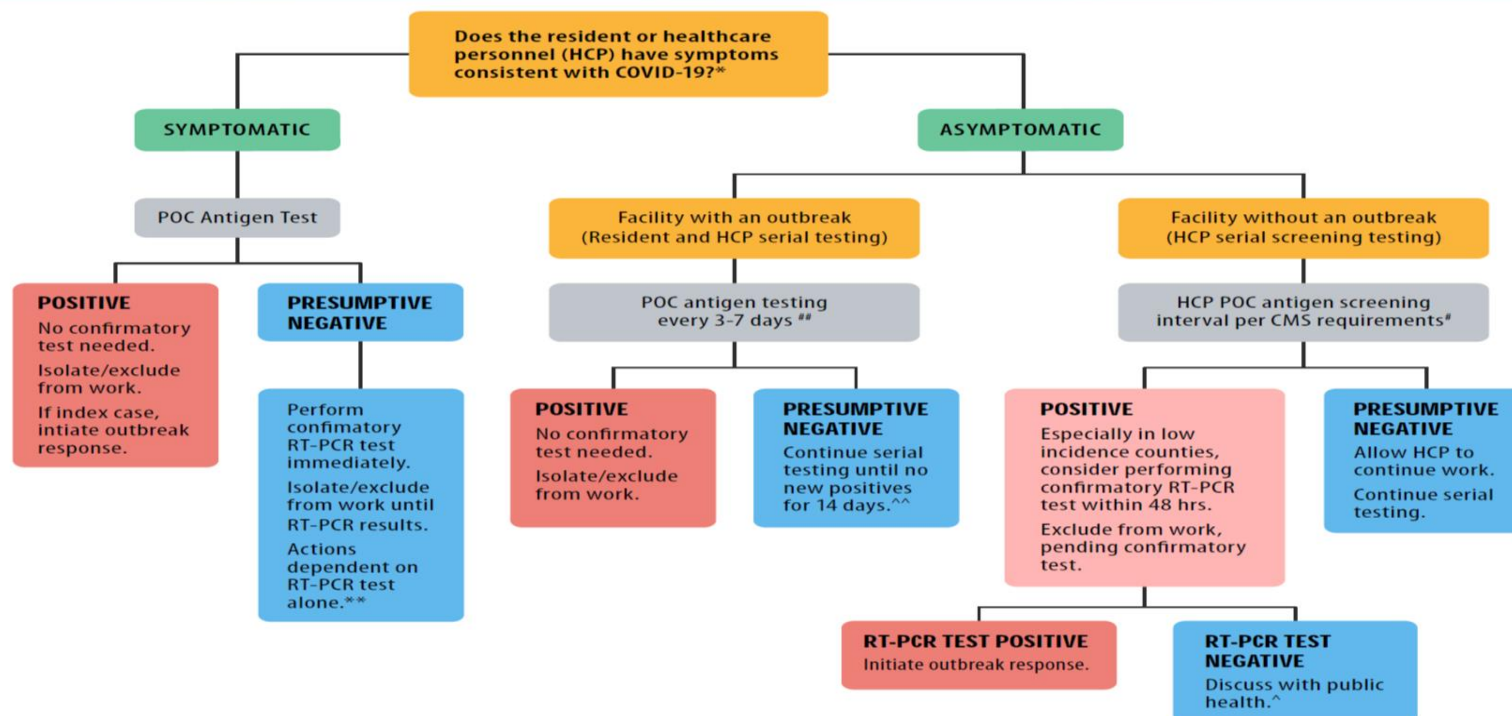 Does the resident or healthcare
personnel (HCP) have symptoms
consistent with COVID-19?*
SYMPTOMATIC
ASYMPTOMATIC
POC Antigen Test
Facility with an outbreak
(Resident and HCP serial testing)
Facility without an outbreak
(HCP serial screening testing)
POSITIVE
No confirmatory
test needed.
Isolate/exclude
from work.
If index case,
intiate outbreak
response.
PRESUMPTIVE
NEGATIVE
Perform
confimatory
RT-PCR test
immediately.
Isolate/exclude
from work until
RT-PCR results.
Actions
dependent on
RT-PCR test
alone.**
POC antigen testing
every 3-7 days ##
HCP POC antigen screening
interval per CMS requirements#
POSITIVE
No confirmatory
test needed.
Isolate/exclude
from work.
PRESUMPTIVE
NEGATIVE
Continue serial
testing until no
new positives
for 14 days.^^
POSITIVE
Especially in low
incidence counties,
consider performing
confirmatory RT-PCR
test within 48 hrs.
Exclude from work,
pending confirmatory
test.
PRESUMPTIVE
NEGATIVE
Allow HCP to
continue work.
Continue serial
testing.
RT-PCR TEST POSITIVE
Initiate outbreak response.
RT-PCR TEST
NEGATIVE
Discuss with public
health.^